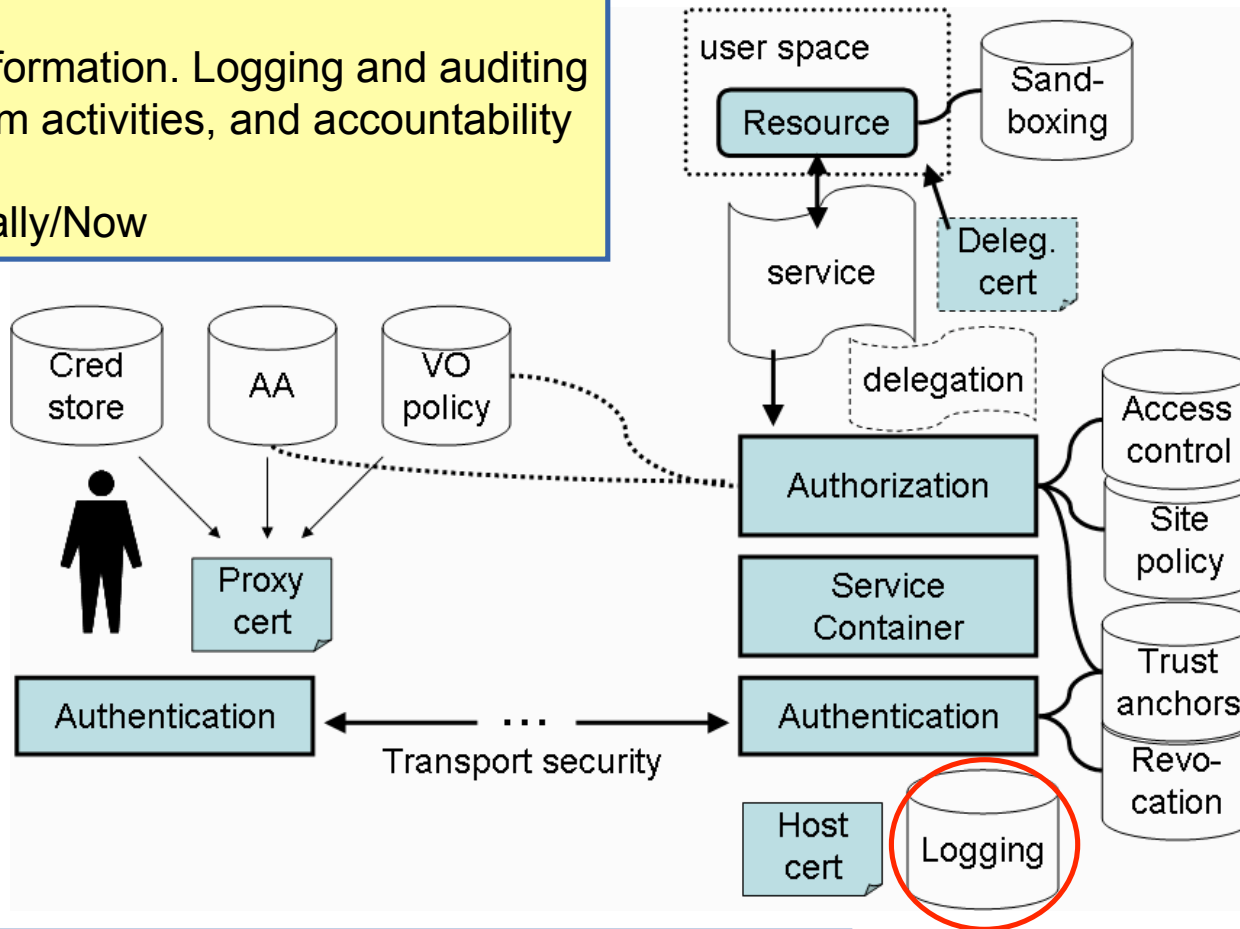 formation. Logging and auditing
m activities, and accountability
ally/Now
user space
Resource
Sand-
boxing
service
Deleg.
cert
delegation
Cred
store
AA
VO
policy
Access
control
Authorization
Site
policy
Proxy
cert
Service
Container
Trust
anchors
Authentication
...
Authentication
Transport security
Revo-
cation
Host
cert
Logging